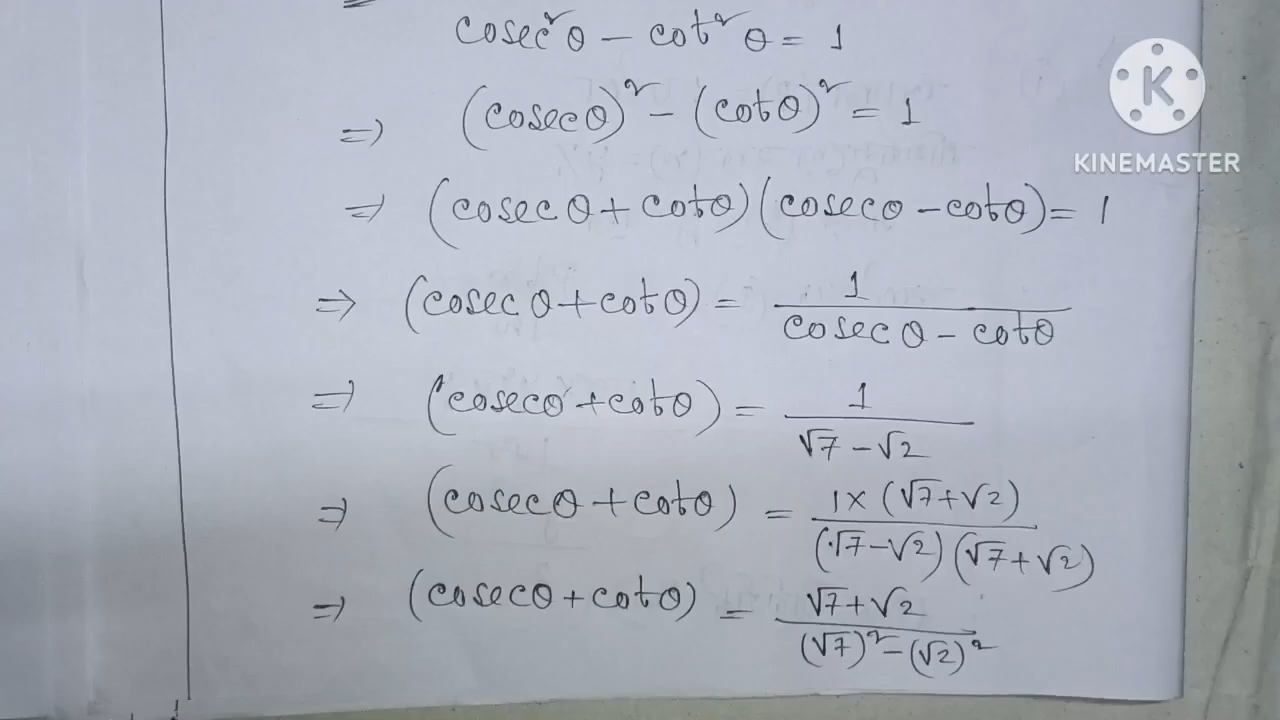 cosec²θ - cot²θ = 1
⇒ (cosecθ)² - (cotθ)² = 1
⇒ (cosecθ + cotθ)(cosecθ - cotθ) = 1
⇒ (cosecθ + cotθ) = 1/(cosecθ - cotθ)
⇒ (cosecθ + cotθ) = 1/(√7 - √2)
⇒ (cosecθ + cotθ) = 1×(√7+√2)/(√7-√2)(√7+√2)
⇒ (cosecθ + cotθ) = (√7+√2)/((√7)² - (√2)²)
K
KINEMASTER